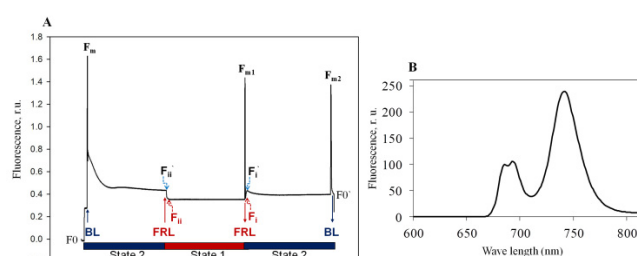 A
Fluorescence, r.u.
1.8
1.6
1.4
1.2
1.0
0.8
0.6
0.4
0.2
0.0
Fm
Fm1
Fm2
Fii'
Fi'
Fii
Fi
F0
F0'
BL
FRL
FRL
BL
State 2
State 1
State 2
B
Fluorescence, r.u.
250
200
150
100
50
0
600
650
700
750
800
Wave length (nm)